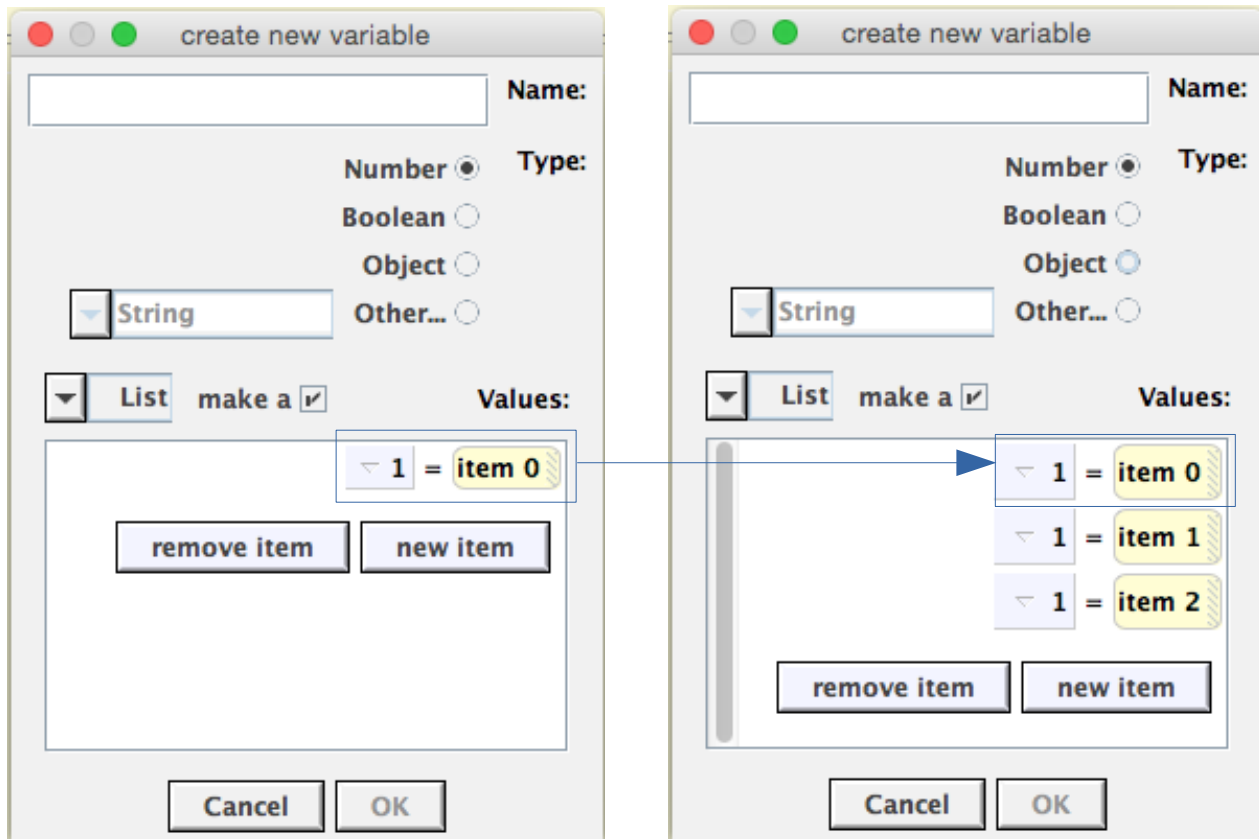 create new variable
Name:
Type:
Number
Boolean
Object
Other... String
Values: make a List
item 0 = 1
new item remove item
Cancel OK
create new variable
Name:
Type:
Number
Boolean
Object
Other... String
Values: make a List
item 0 = 1
item 1 = 1
item 2 = 1
new item remove item
Cancel OK